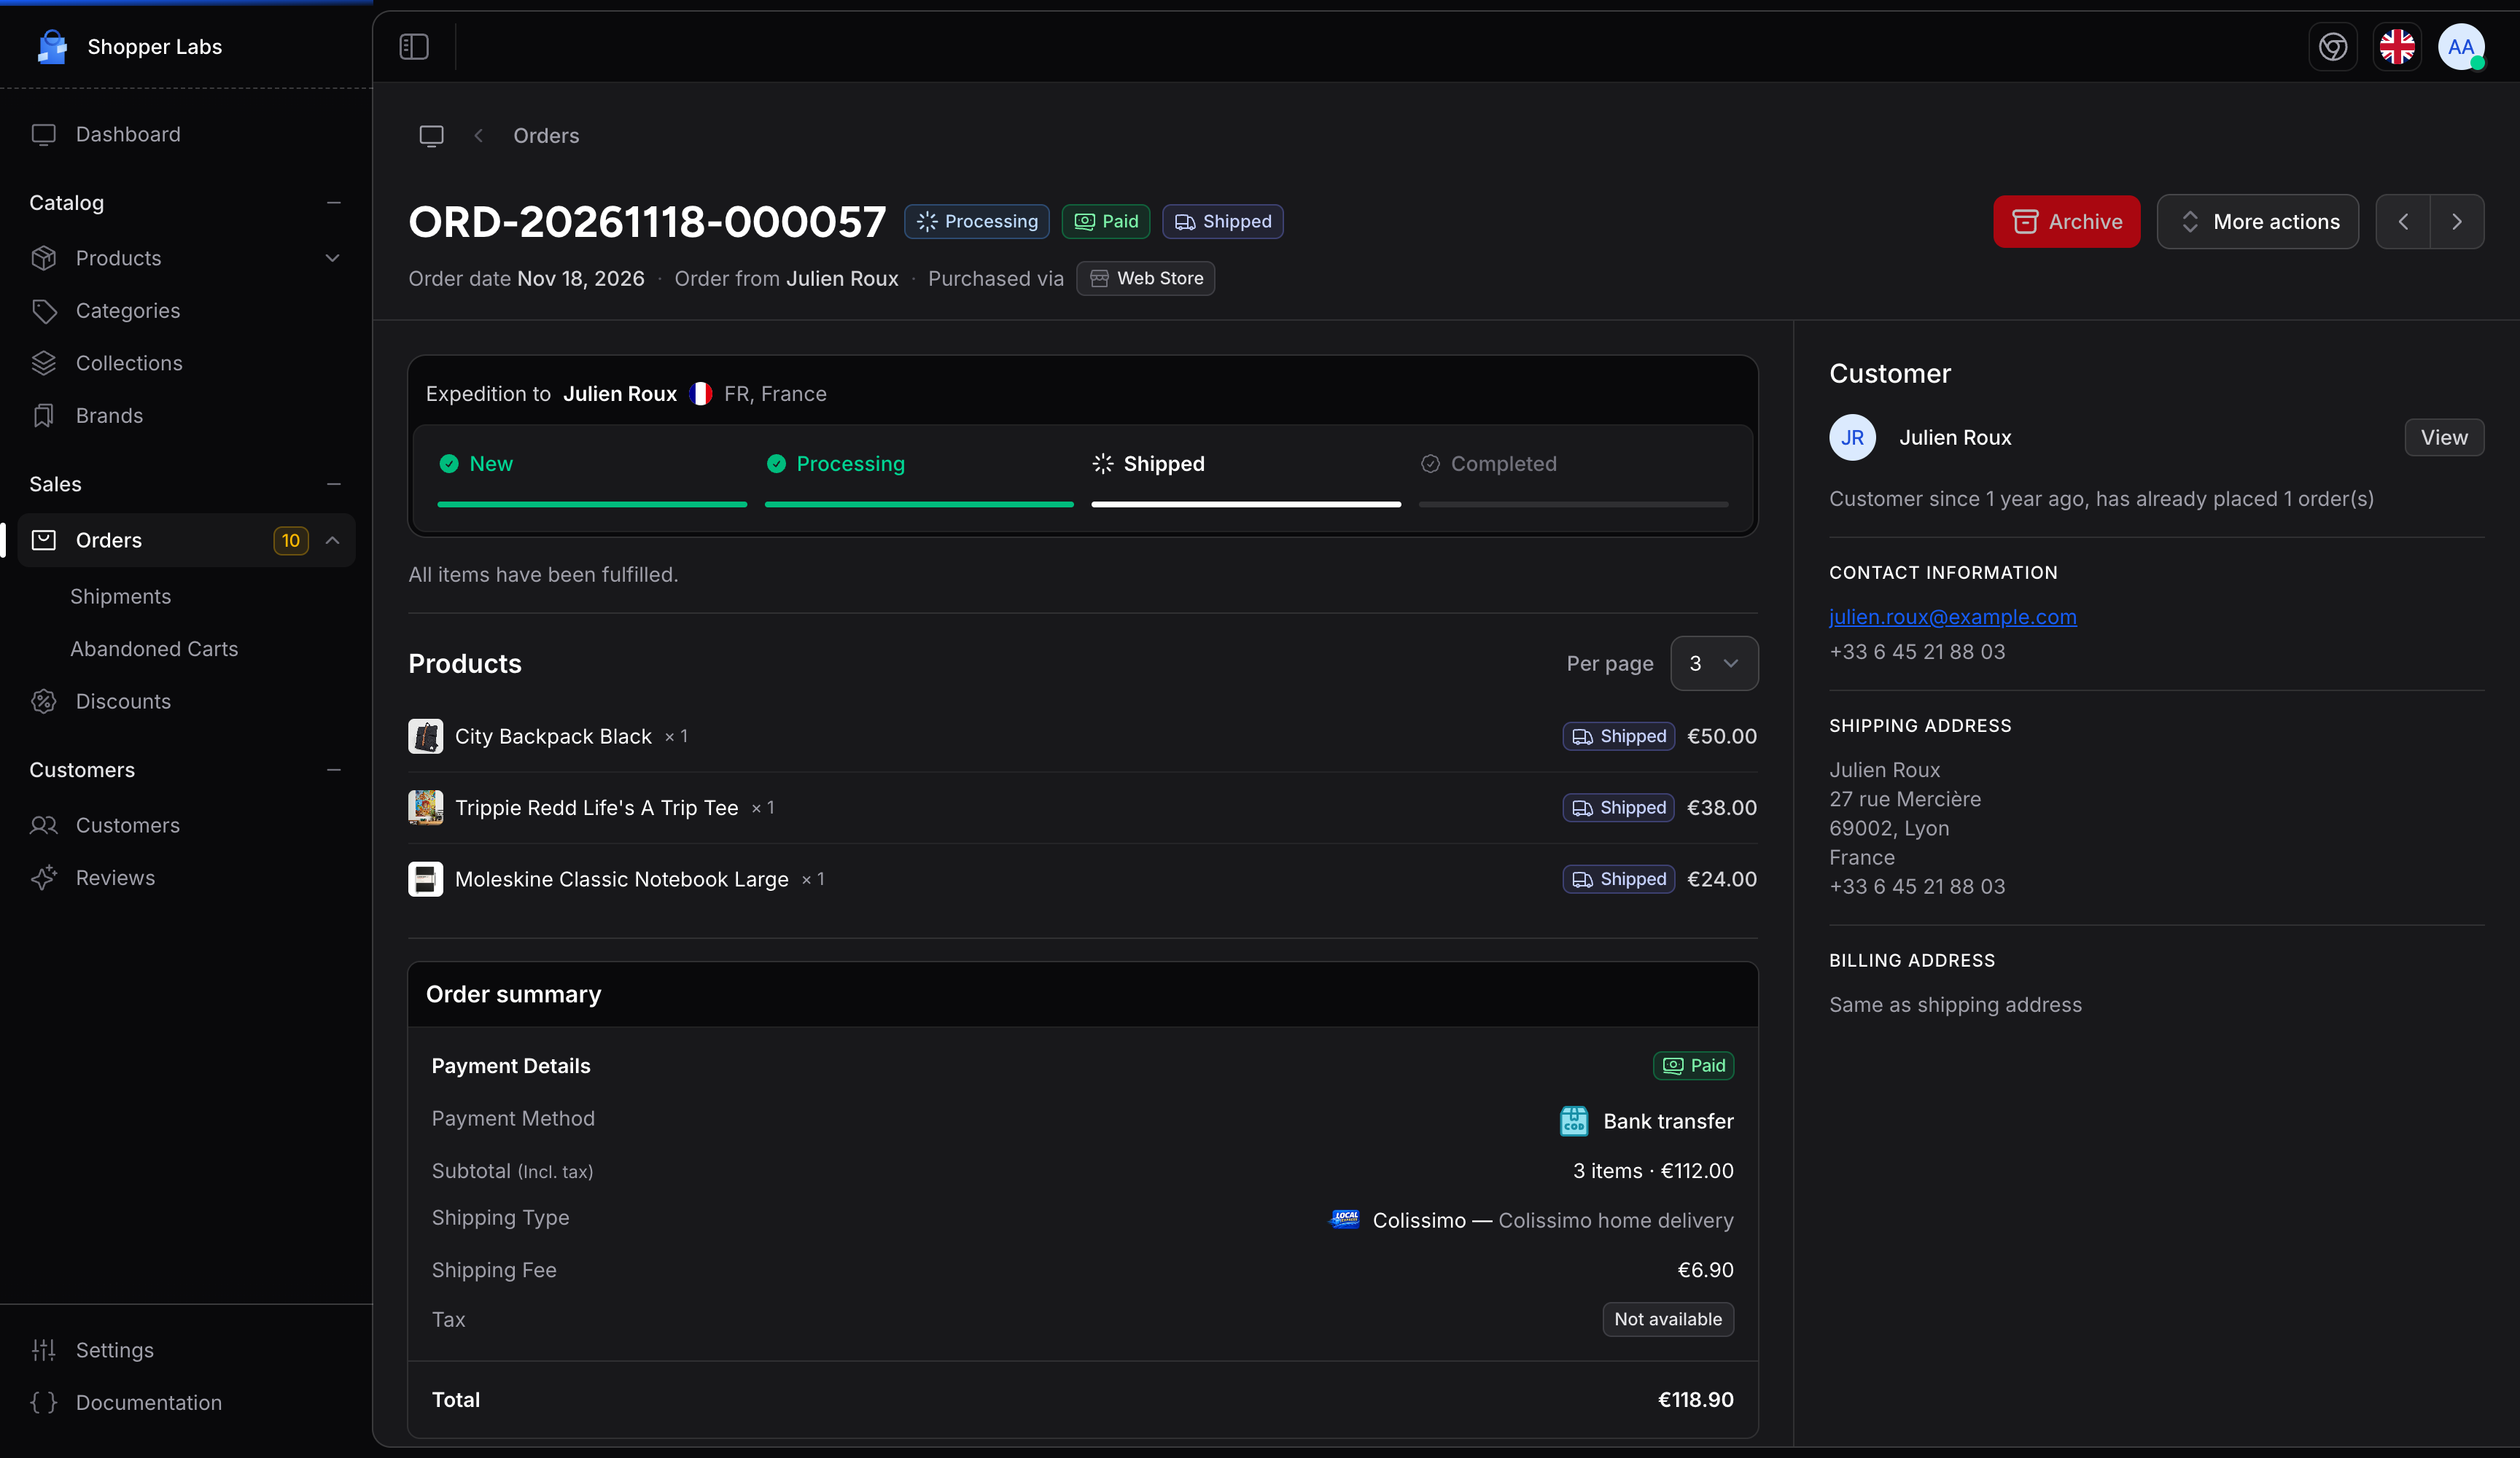 Shopper Labs
Dashboard
Catalog
Products
Categories
Collections
Brands
Sales
Orders 10
Shipments
Abandoned Carts
Discounts
Customers
Customers
Reviews
Settings
Documentation
AA
Orders
ORD-20261118-000057 Processing Paid Shipped
Archive More actions
Order date Nov 18, 2026 · Order from Julien Roux · Purchased via Web Store
Expedition to Julien Roux FR, France
New Processing Shipped Completed
All items have been fulfilled.
Products Per page 3
City Backpack Black × 1 Shipped €50.00
Trippie Redd Life's A Trip Tee × 1 Shipped €38.00
Moleskine Classic Notebook Large × 1 Shipped €24.00
Order summary
Payment Details Paid
Payment Method COD Bank transfer
Subtotal (Incl. tax) 3 items · €112.00
Shipping Type LOCAL Colissimo — Colissimo home delivery
Shipping Fee €6.90
Tax Not available
Total €118.90
Customer
JR Julien Roux View
Customer since 1 year ago, has already placed 1 order(s)
CONTACT INFORMATION
julien.roux@example.com
+33 6 45 21 88 03
SHIPPING ADDRESS
Julien Roux
27 rue Mercière
69002, Lyon
France
+33 6 45 21 88 03
BILLING ADDRESS
Same as shipping address